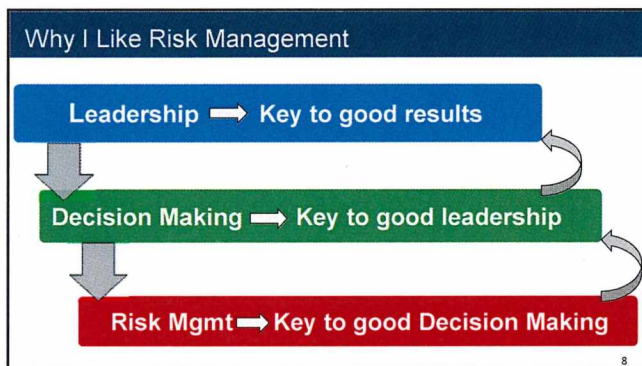 Why I Like Risk Management
Leadership ⇨ Key to good results
Decision Making ⇨ Key to good leadership
Risk Mgmt ⇨ Key to good Decision Making
8